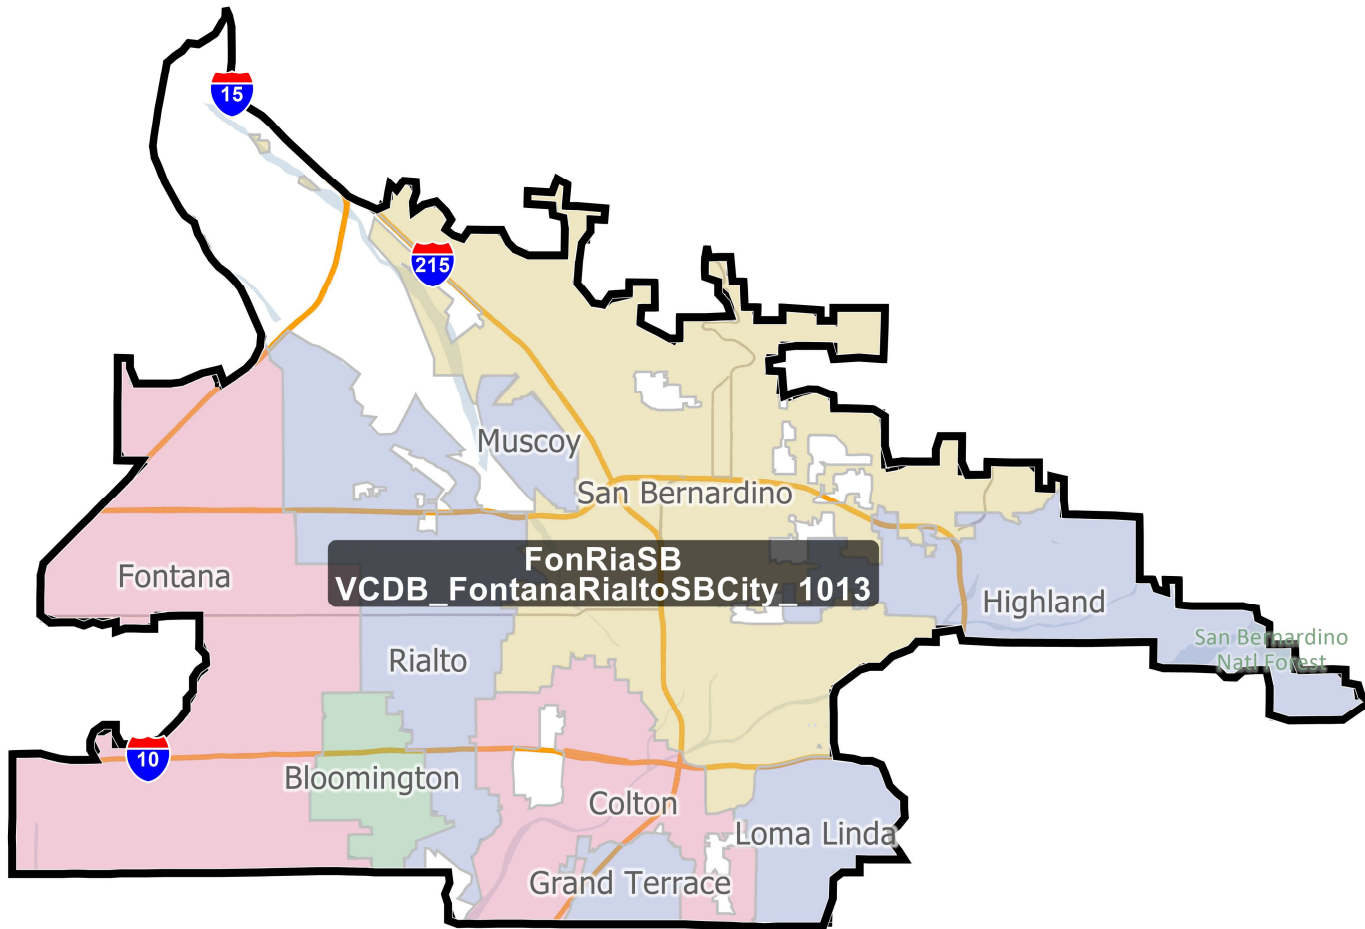 15
215
Muscoy
San Bernardino
FonRiaSB
VCDB_FontanaRialtoSBCity_1013
Fontana
Highland
San Bernardino
Natl Forest
Rialto
10
Bloomington
Colton
Loma Linda
Grand Terrace